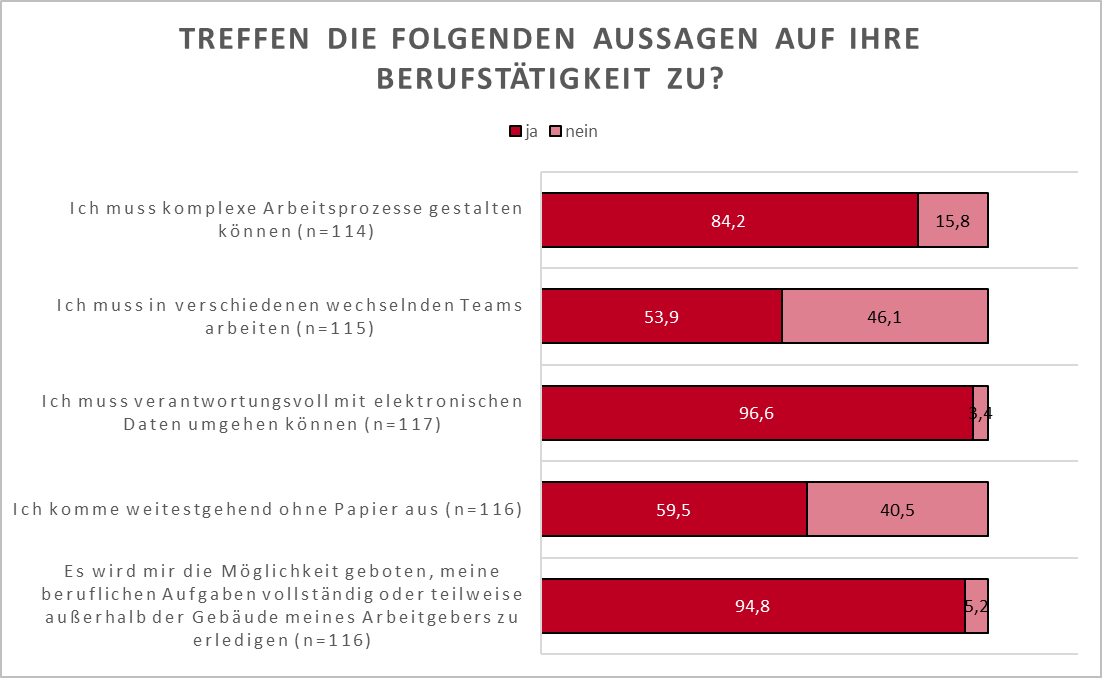 TREFFEN DIE FOLGENDEN AUSSAGEN AUF IHRE
BERUFSTÄTIGKEIT ZU?
ja nein
Ich muss komplexe Arbeitsprozesse gestalten
können (n=114)
84,2 15,8
Ich muss in verschiedenen wechselnden Teams
arbeiten (n=115)
53,9 46,1
Ich muss verantwortungsvoll mit elektronischen
Daten umgehen können (n=117)
96,6 3,4
Ich komme weitestgehend ohne Papier aus (n=116)
59,5 40,5
Es wird mir die Möglichkeit geboten, meine
beruflichen Aufgaben vollständig oder teilweise
außerhalb der Gebäude meines Arbeitgebers zu
erledigen (n=116)
94,8 5,2